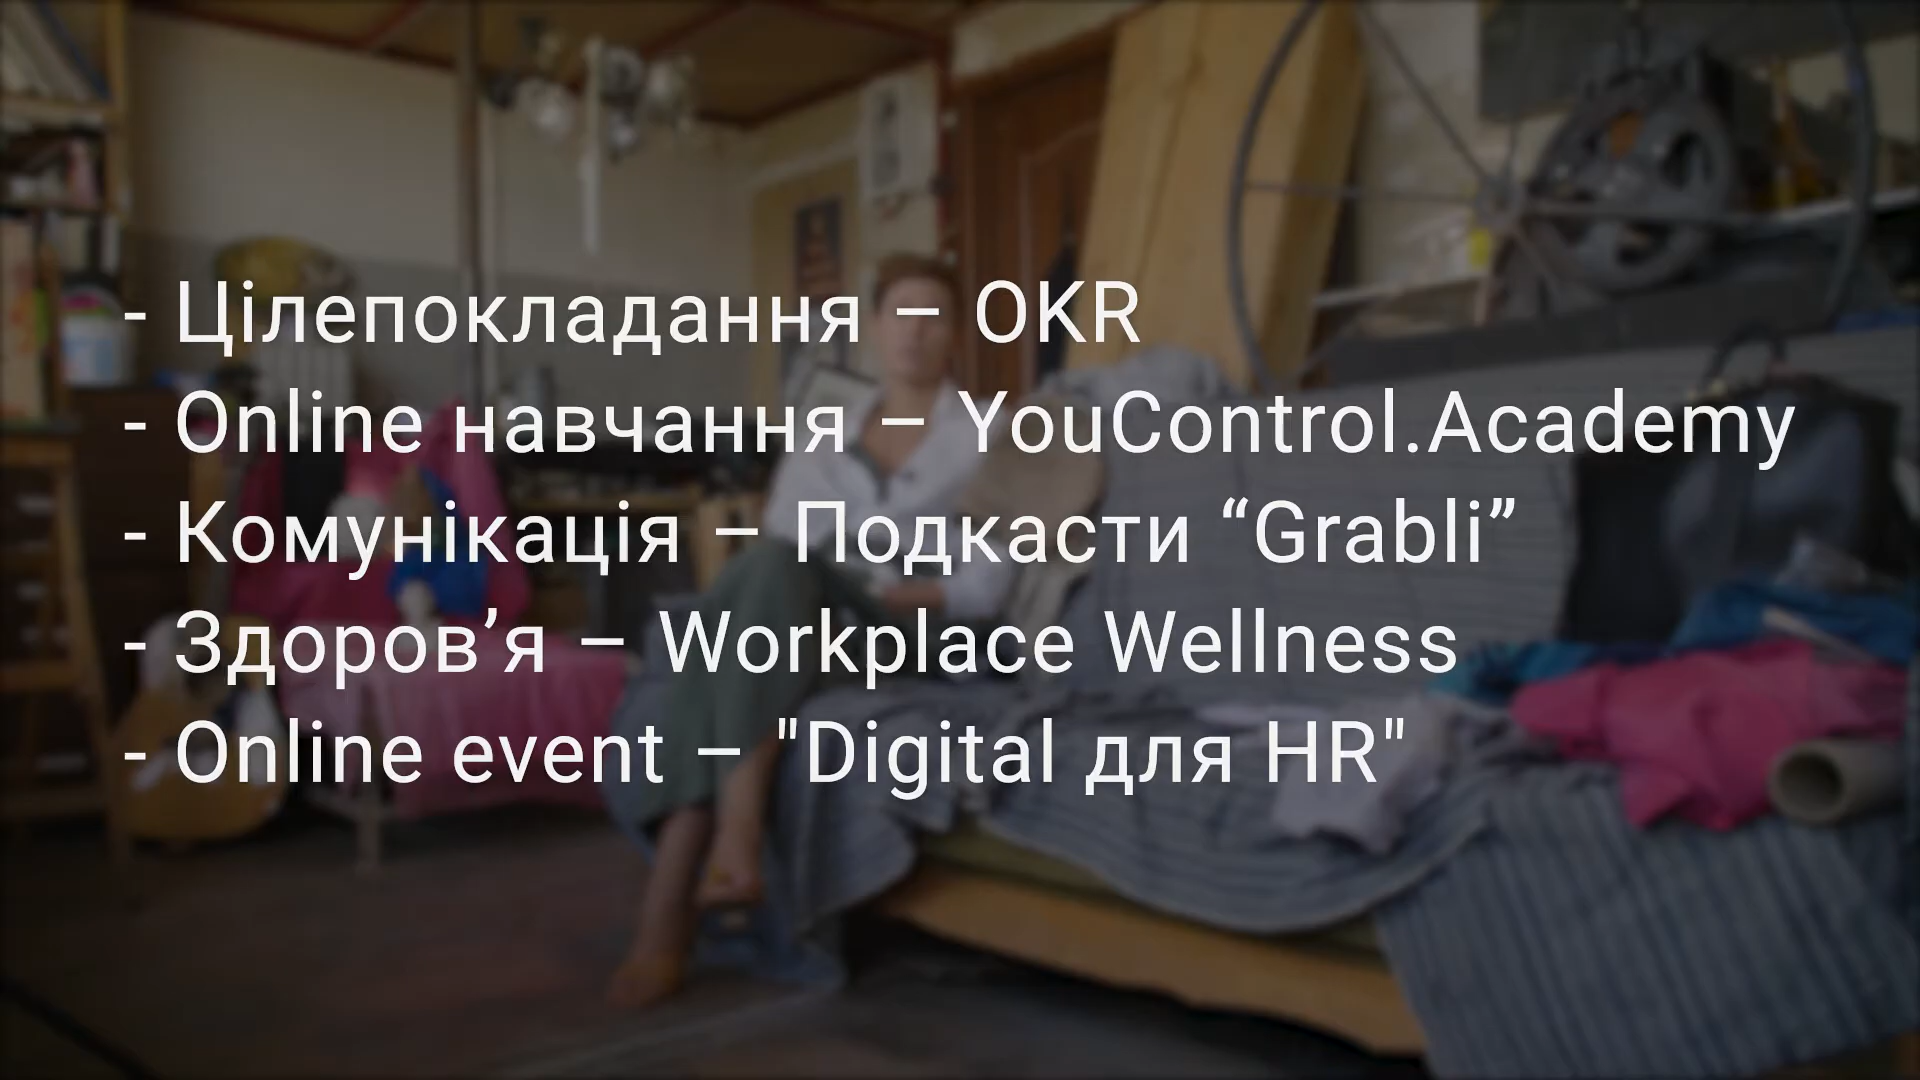 - Цілепокладання – OKR
- Online навчання – YouControl.Academy
- Комунікація – Подкасти “Grabli”
- Здоров’я – Workplace Wellness
- Online event – "Digital для HR"